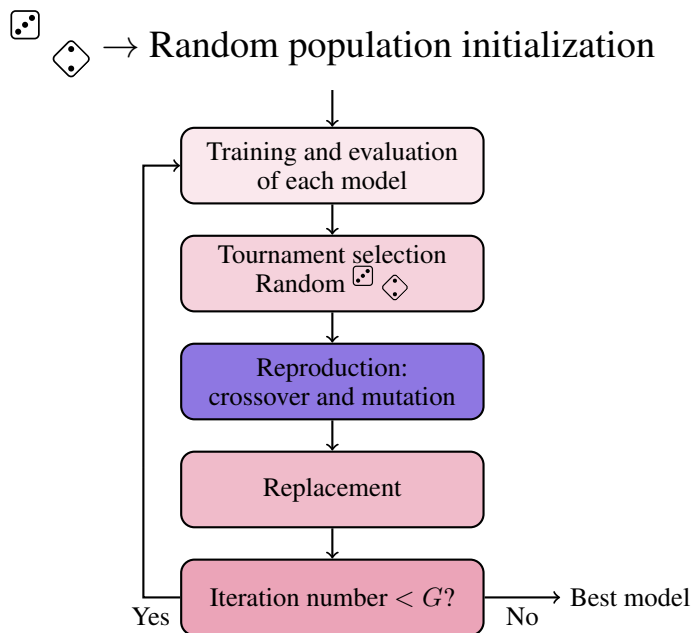 → Random population initialization
Training and evaluation
of each model
Tournament selection
Random
Reproduction:
crossover and mutation
Replacement
Iteration number < G?
Yes
No
Best model